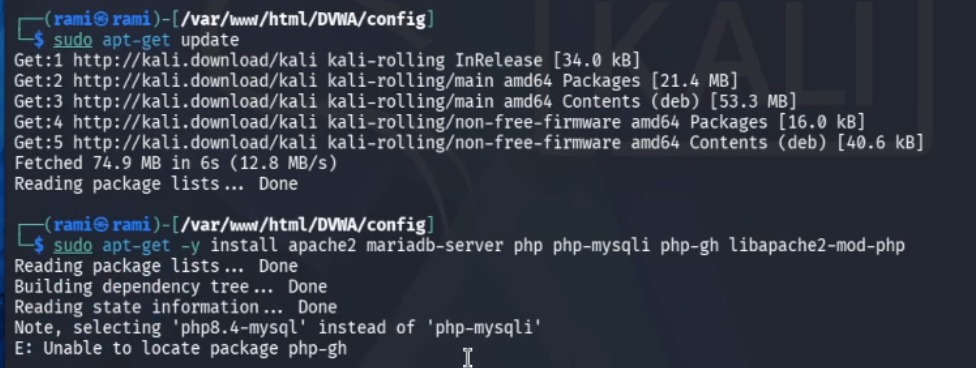 ┌──(rami㉿rami)-[/var/www/html/DVWA/config]
└─$ sudo apt-get update
Get:1 http://kali.download/kali kali-rolling InRelease [34.0 kB]
Get:2 http://kali.download/kali kali-rolling/main amd64 Packages [21.4 MB]
Get:3 http://kali.download/kali kali-rolling/main amd64 Contents (deb) [53.3 MB]
Get:4 http://kali.download/kali kali-rolling/non-free-firmware amd64 Packages [16.0 kB]
Get:5 http://kali.download/kali kali-rolling/non-free-firmware amd64 Contents (deb) [40.6 kB]
Fetched 74.9 MB in 6s (12.8 MB/s)
Reading package lists... Done
┌──(rami㉿rami)-[/var/www/html/DVWA/config]
└─$ sudo apt-get -y install apache2 mariadb-server php php-mysqli php-gh libapache2-mod-php
Reading package lists... Done
Building dependency tree... Done
Reading state information... Done
Note, selecting 'php8.4-mysql' instead of 'php-mysqli'
E: Unable to locate package php-gh
KALI